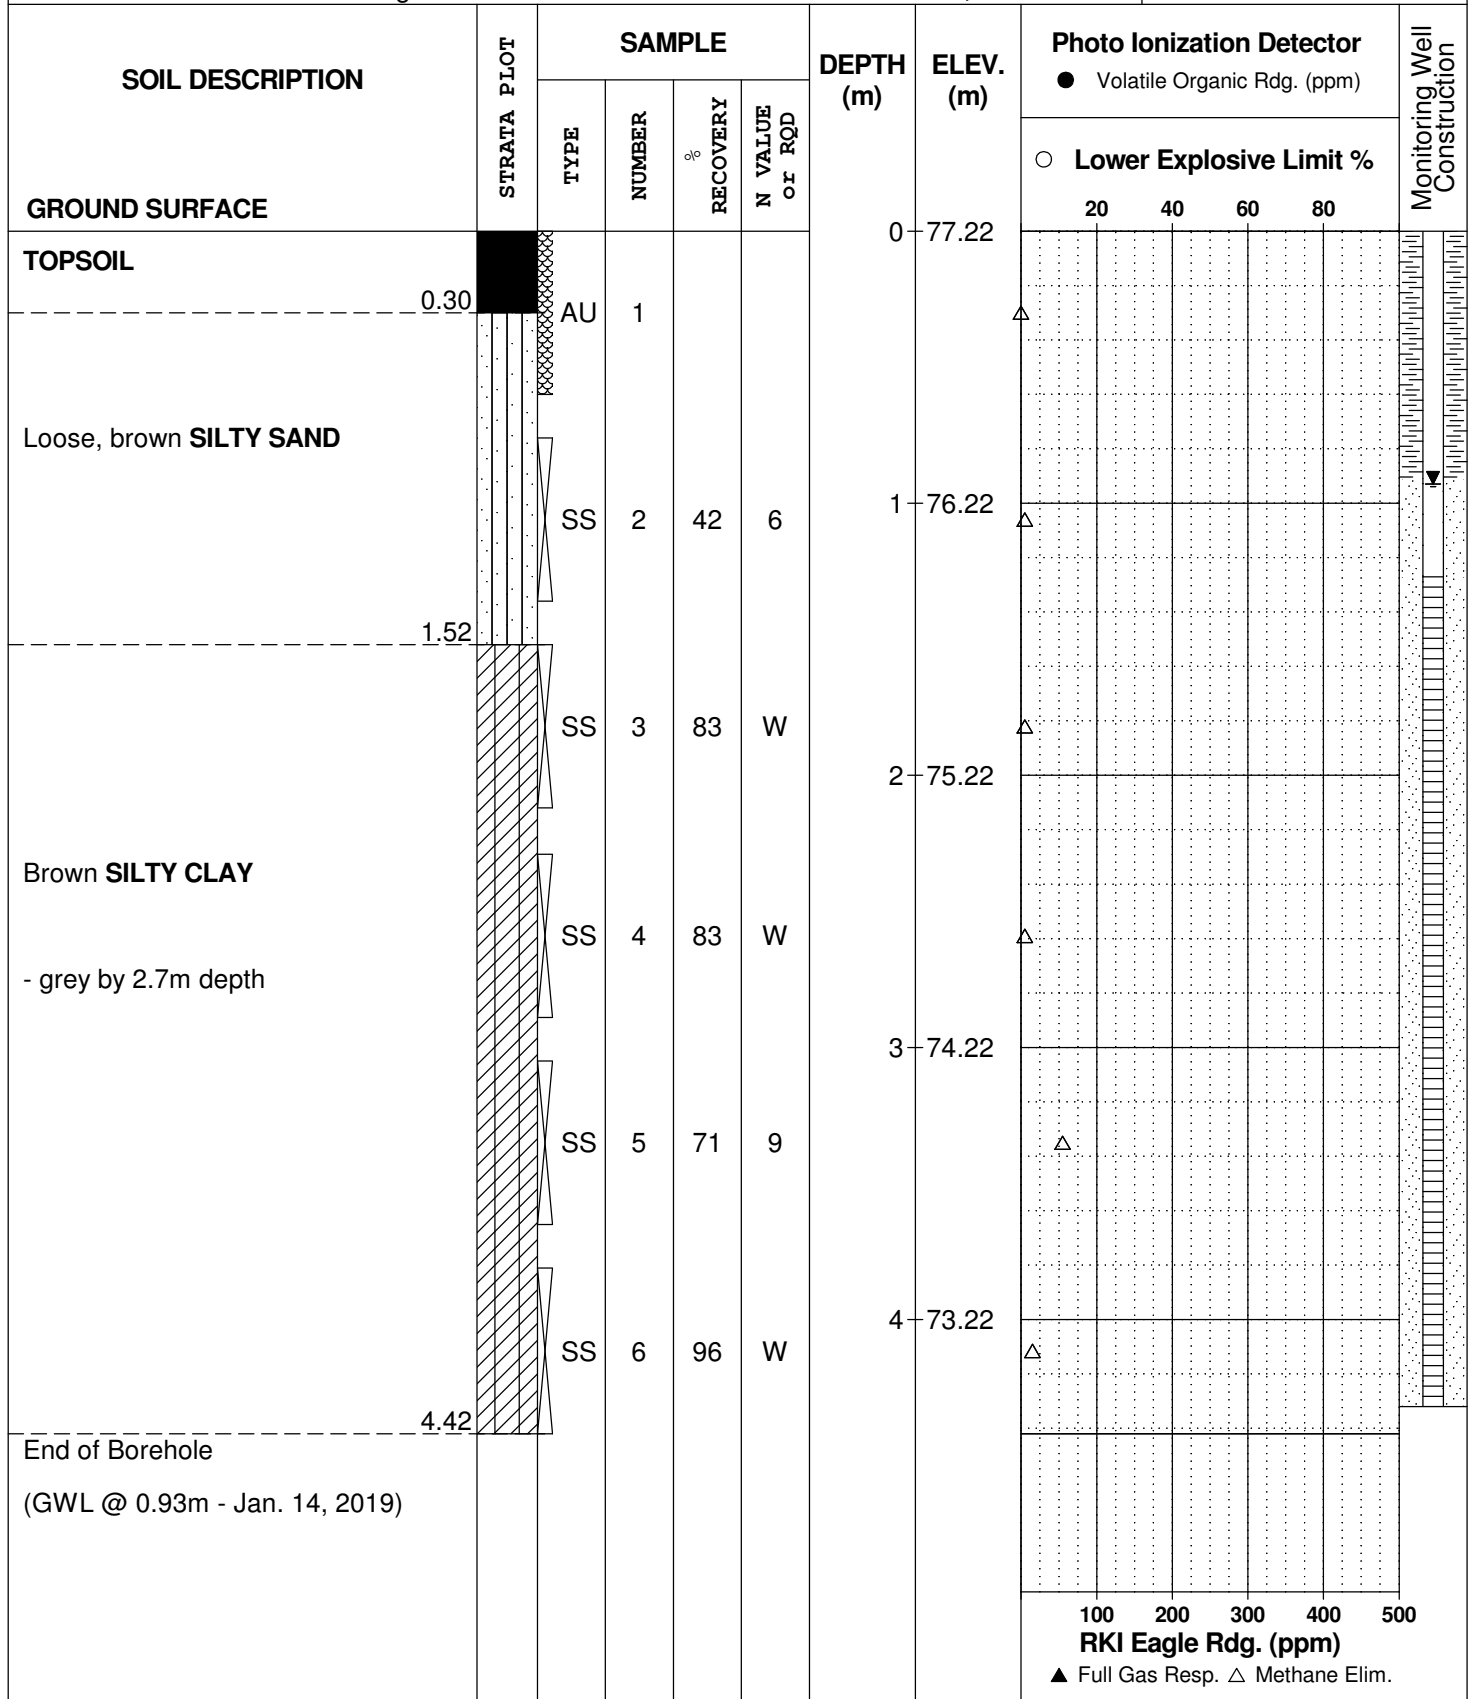 SOIL DESCRIPTION
GROUND SURFACE
STRATA PLOT
SAMPLE
TYPE
NUMBER
%
RECOVERY
N VALUE
or RQD
DEPTH
(m)
ELEV.
(m)
Photo Ionization Detector
● Volatile Organic Rdg. (ppm)
○ Lower Explosive Limit %
20 40 60 80
Monitoring Well
Construction
0 77.22
TOPSOIL
0.30
AU 1
Loose, brown SILTY SAND
1 76.22
SS 2 42 6
1.52
SS 3 83 W
2 75.22
Brown SILTY CLAY
SS 4 83 W
- grey by 2.7m depth
3 74.22
SS 5 71 9
4 73.22
SS 6 96 W
4.42
End of Borehole
(GWL @ 0.93m - Jan. 14, 2019)
100 200 300 400 500
RKI Eagle Rdg. (ppm)
▲ Full Gas Resp. △ Methane Elim.